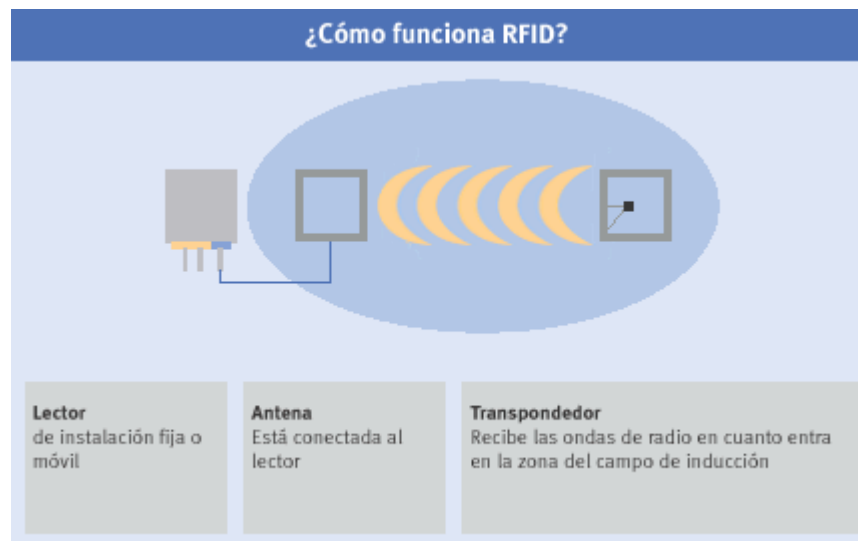 ¿Cómo funciona RFID?
Lector
de instalación fija o
móvil
Antena
Está conectada al
lector
Transpondedor
Recibe las ondas de radio en cuanto entra
en la zona del campo de inducción